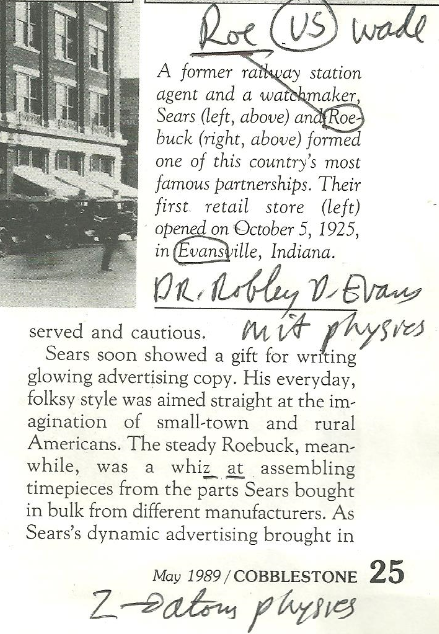 Roe US wade
A former railway station
agent and a watchmaker,
Sears (left, above) and Roe-
buck (right, above) formed
one of this country's most
famous partnerships. Their
first retail store (left)
opened on October 5, 1925,
in Evansville, Indiana.
DR. Robley D. Evans
mit physics
served and cautious.
Sears soon showed a gift for writing
glowing advertising copy. His everyday,
folksy style was aimed straight at the im-
agination of small-town and rural
Americans. The steady Roebuck, mean-
while, was a whiz at assembling
timepieces from the parts Sears bought
in bulk from different manufacturers. As
Sears's dynamic advertising brought in
May 1989/COBBLESTONE 25
Z→atom physics